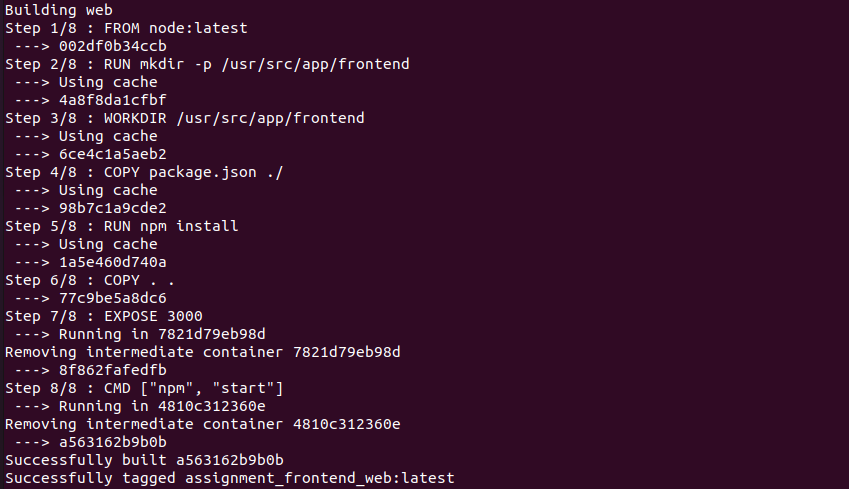 Building web
Step 1/8 : FROM node:latest
 ---> 002df0b34ccb
Step 2/8 : RUN mkdir -p /usr/src/app/frontend
 ---> Using cache
 ---> 4a8f8da1cfbf
Step 3/8 : WORKDIR /usr/src/app/frontend
 ---> Using cache
 ---> 6ce4c1a5aeb2
Step 4/8 : COPY package.json ./
 ---> Using cache
 ---> 98b7c1a9cde2
Step 5/8 : RUN npm install
 ---> Using cache
 ---> 1a5e460d740a
Step 6/8 : COPY . .
 ---> 77c9be5a8dc6
Step 7/8 : EXPOSE 3000
 ---> Running in 7821d79eb98d
Removing intermediate container 7821d79eb98d
 ---> 8f862fafedfb
Step 8/8 : CMD ["npm", "start"]
 ---> Running in 4810c312360e
Removing intermediate container 4810c312360e
 ---> a563162b9b0b
Successfully built a563162b9b0b
Successfully tagged assignment_frontend_web:latest